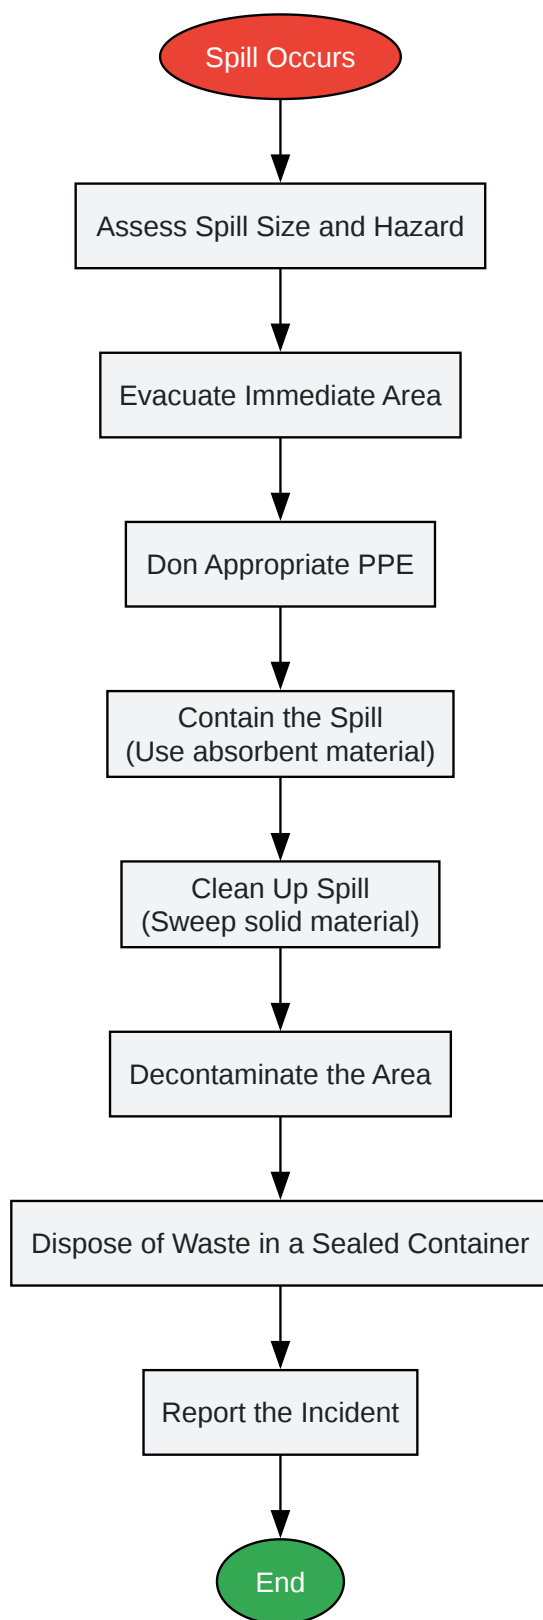 Spill Occurs
Assess Spill Size and Hazard
Evacuate Immediate Area
Don Appropriate PPE
Contain the Spill
(Use absorbent material)
Clean Up Spill
(Sweep solid material)
Decontaminate the Area
Dispose of Waste in a Sealed Container
Report the Incident
End